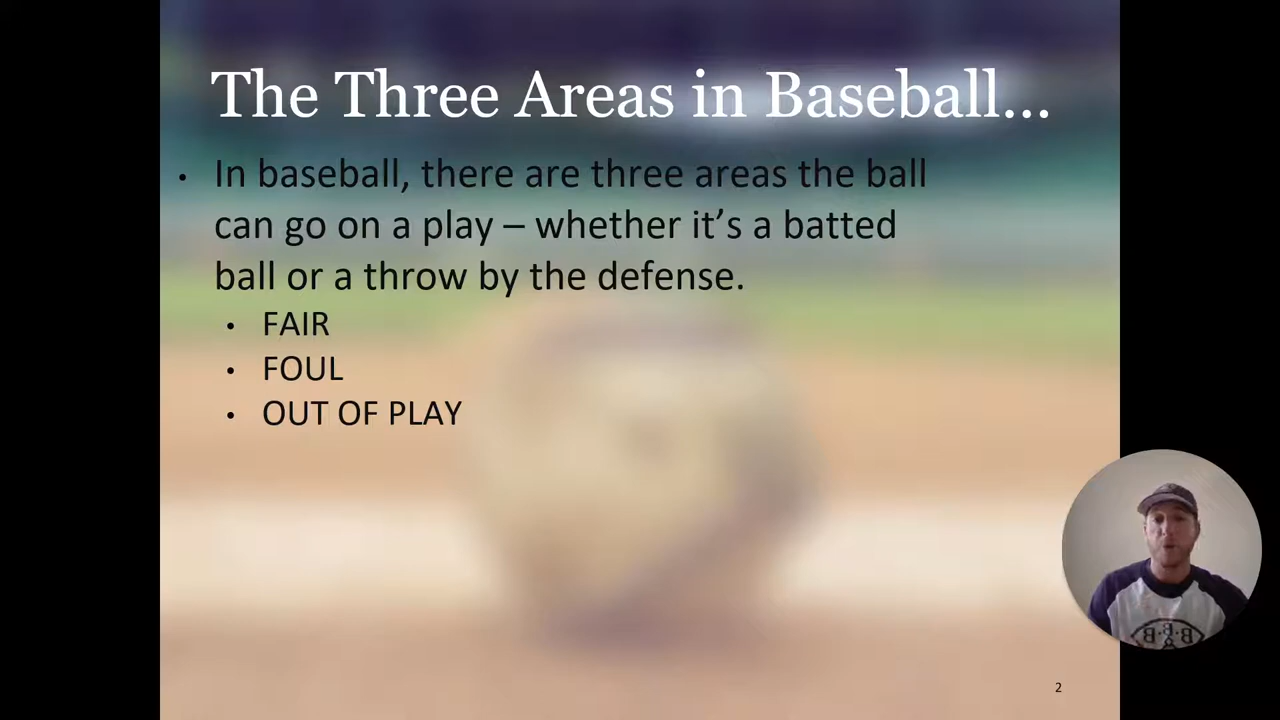 The Three Areas in Baseball...
• In baseball, there are three areas the ball
can go on a play – whether it’s a batted
ball or a throw by the defense.
• FAIR
• FOUL
• OUT OF PLAY
2